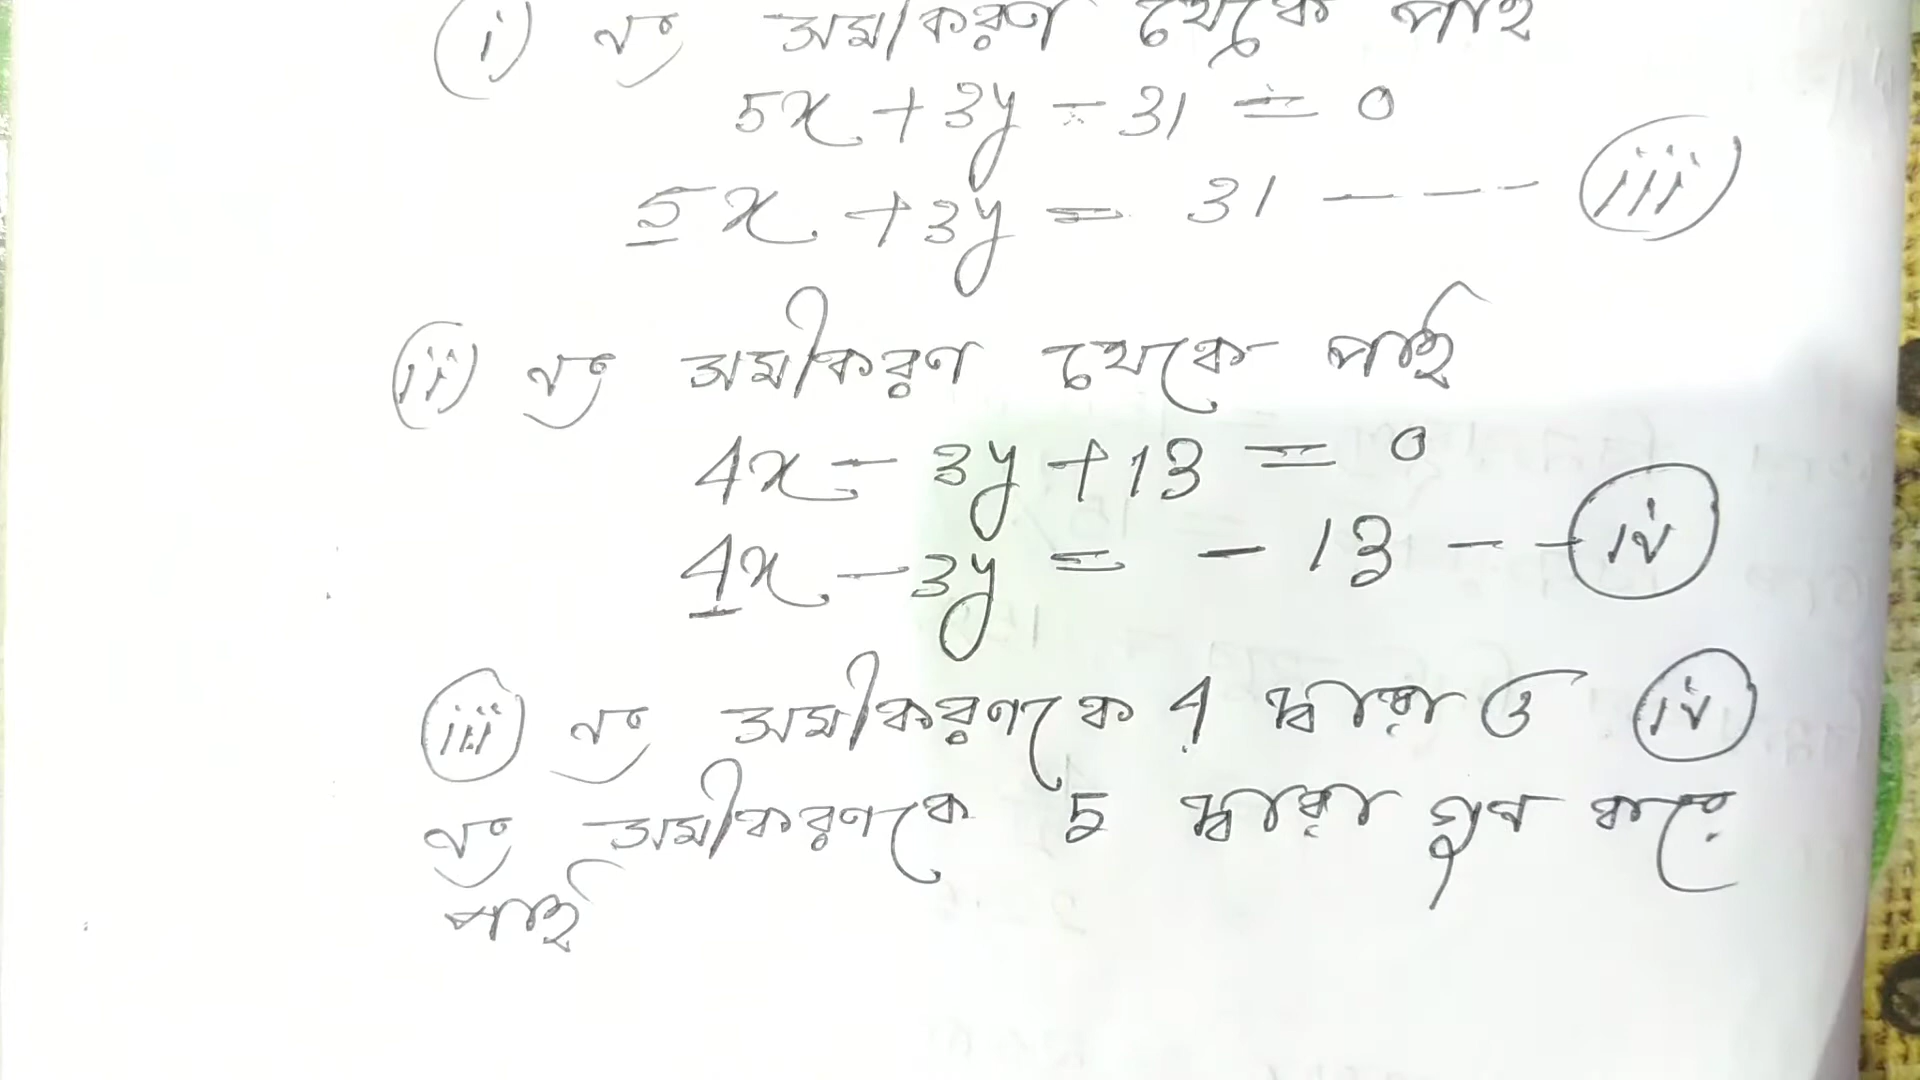 (i) নং সমীকরণ থেকে পাই
5x + 3y - 31 = 0
5x + 3y = 31 --- (iii)
(ii) নং সমীকরণ থেকে পাই
4x - 3y + 13 = 0
4x - 3y = - 13 -- (iv)
(iii) নং সমীকরণকে 4 দ্বারা ও (iv)
নং সমীকরণকে 5 দ্বারা গুন করে
পাই